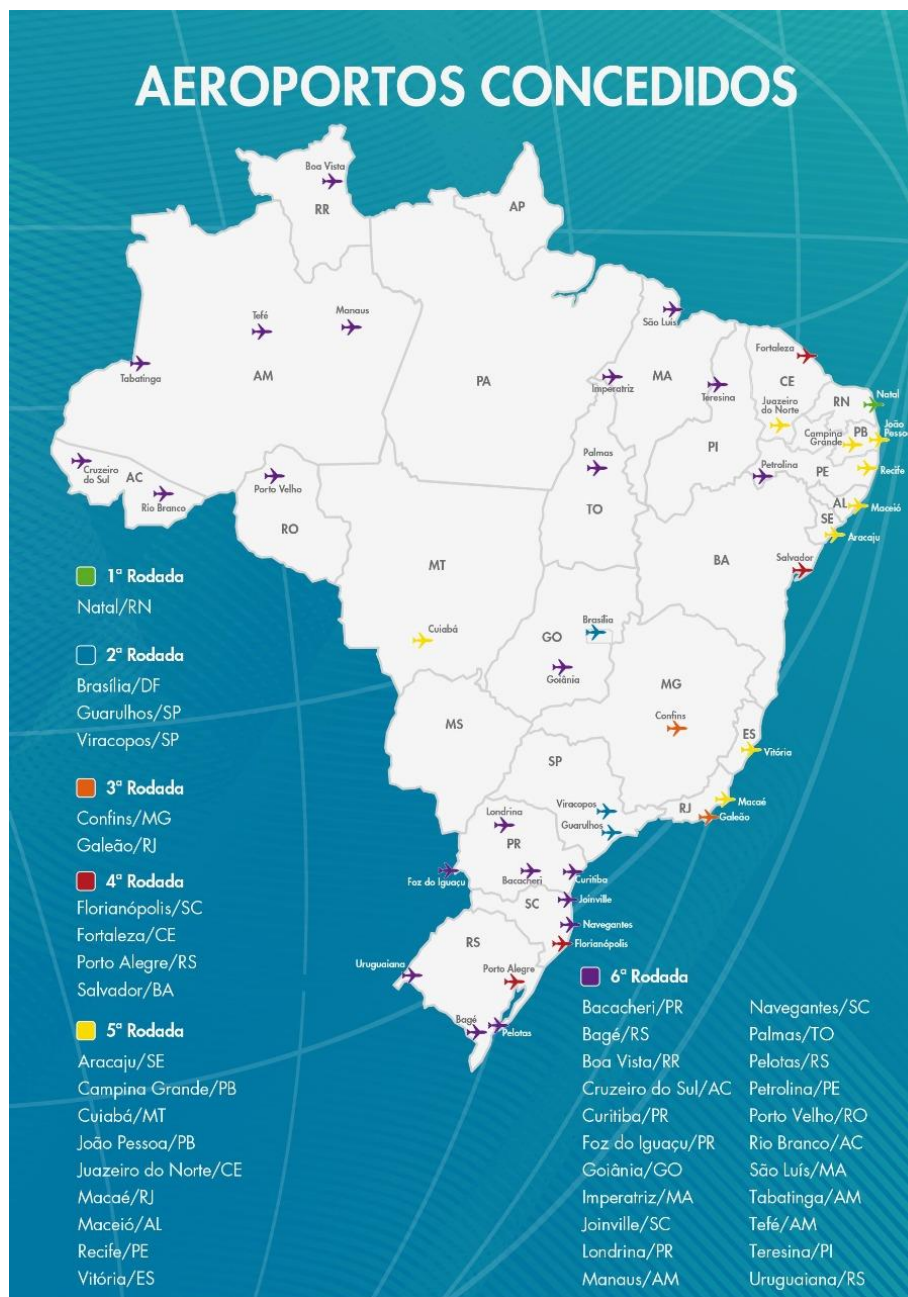 AEROPORTOS CONCEDIDOS
Boa Vista
RR
AP
Tefé
Manaus
Tabatinga
AM
PA
São Luís
Imperatriz
MA
Teresina
Fortaleza
CE
Juazeiro
do Norte
RN
Natal
Campina
Grande
PB
João
Pessoa
PI
Petrolina
PE
Recife
AL
Maceió
SE
Aracaju
Cruzeiro
do Sul
AC
Rio Branco
Porto Velho
RO
Palmas
TO
BA
Salvador
MT
Cuiabá
GO
Brasília
Goiânia
MG
Confins
ES
Vitória
MS
SP
Viracopos
Guarulhos
RJ
Macaé
Galeão
Londrina
PR
Foz do Iguaçu
Bacacheri
Curitiba
SC
Joinville
Navegantes
Florianópolis
RS
Uruguaiana
Porto Alegre
Bagé
Pelotas
1ª Rodada
Natal/RN
2ª Rodada
Brasília/DF
Guarulhos/SP
Viracopos/SP
3ª Rodada
Confins/MG
Galeão/RJ
4ª Rodada
Florianópolis/SC
Fortaleza/CE
Porto Alegre/RS
Salvador/BA
5ª Rodada
Aracaju/SE
Campina Grande/PB
Cuiabá/MT
João Pessoa/PB
Juazeiro do Norte/CE
Macaé/RJ
Maceió/AL
Recife/PE
Vitória/ES
6ª Rodada
Bacacheri/PR
Bagé/RS
Boa Vista/RR
Cruzeiro do Sul/AC
Curitiba/PR
Foz do Iguaçu/PR
Goiânia/GO
Imperatriz/MA
Joinville/SC
Londrina/PR
Manaus/AM
Navegantes/SC
Palmas/TO
Pelotas/RS
Petrolina/PE
Porto Velho/RO
Rio Branco/AC
São Luís/MA
Tabatinga/AM
Tefé/AM
Teresina/PI
Uruguaiana/RS